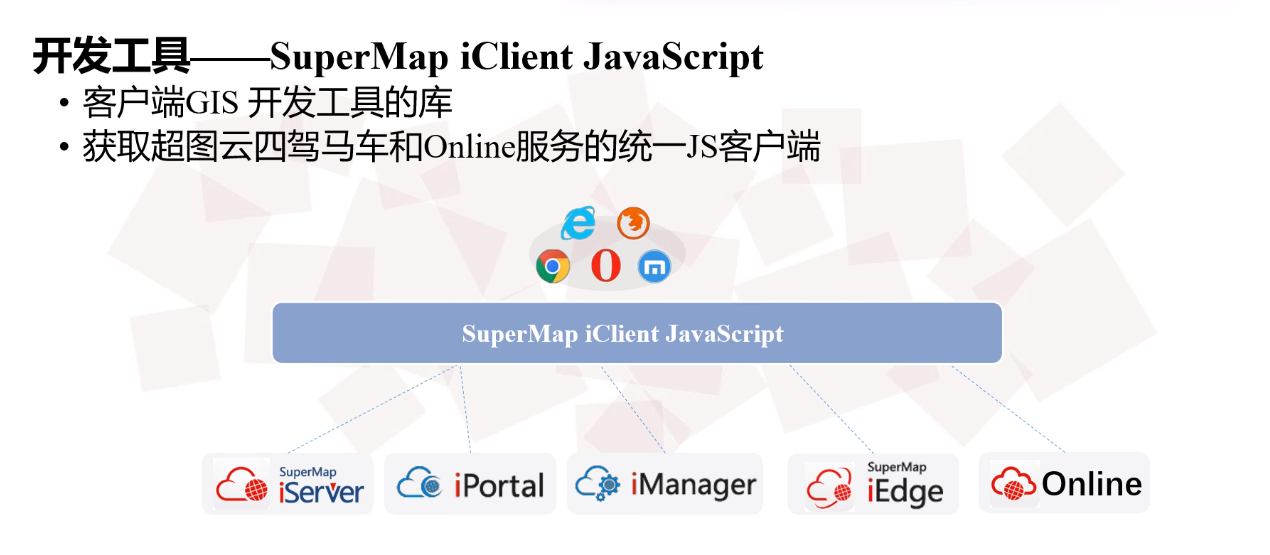 开发工具——SuperMap iClient JavaScript
• 客户端GIS 开发工具的库
• 获取超图云四驾马车和Online服务的统一JS客户端
SuperMap iClient JavaScript
SuperMap
iServer
iPortal
iManager
SuperMap
iEdge
Online